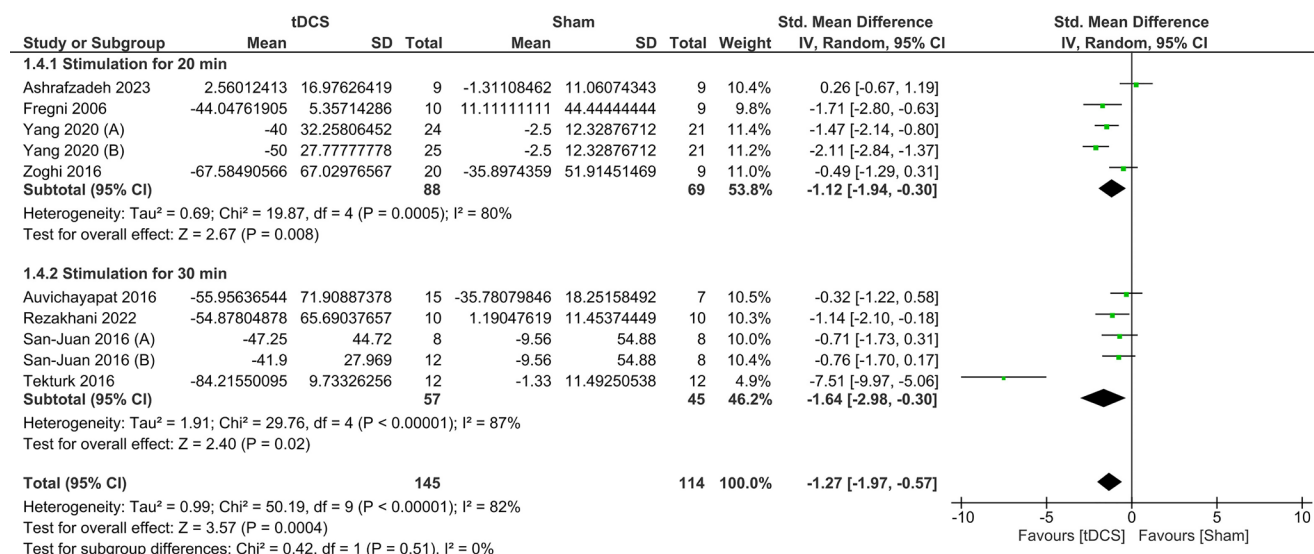 tDCS Sham Std. Mean Difference Std. Mean Difference
Study or Subgroup Mean SD Total Mean SD Total Weight IV, Random, 95% CI IV, Random, 95% CI
1.4.1 Stimulation for 20 min
Ashrafzadeh 2023 2.56012413 16.97626419 9 -1.31108462 11.06074343 9 10.4% 0.26 [-0.67, 1.19]
Fregni 2006 -44.04761905 5.35714286 10 11.11111111 44.44444444 9 9.8% -1.71 [-2.80, -0.63]
Yang 2020 (A) -40 32.25806452 24 -2.5 12.32876712 21 11.4% -1.47 [-2.14, -0.80]
Yang 2020 (B) -50 27.77777778 25 -2.5 12.32876712 21 11.2% -2.11 [-2.84, -1.37]
Zoghi 2016 -67.58490566 67.02976567 20 -35.8974359 51.91451469 9 11.0% -0.49 [-1.29, 0.31]
Subtotal (95% CI) 88 69 53.8% -1.12 [-1.94, -0.30]
Heterogeneity: Tau² = 0.69; Chi² = 19.87, df = 4 (P = 0.0005); I² = 80%
Test for overall effect: Z = 2.67 (P = 0.008)
1.4.2 Stimulation for 30 min
Auvichayapat 2016 -55.95636544 71.90887378 15 -35.78079846 18.25158492 7 10.5% -0.32 [-1.22, 0.58]
Rezakhani 2022 -54.87804878 65.69037657 10 1.19047619 11.45374449 10 10.3% -1.14 [-2.10, -0.18]
San-Juan 2016 (A) -47.25 44.72 8 -9.56 54.88 8 10.0% -0.71 [-1.73, 0.31]
San-Juan 2016 (B) -41.9 27.969 12 -9.56 54.88 8 10.4% -0.76 [-1.70, 0.17]
Tekturk 2016 -84.21550095 9.73326256 12 -1.33 11.49250538 12 4.9% -7.51 [-9.97, -5.06]
Subtotal (95% CI) 57 45 46.2% -1.64 [-2.98, -0.30]
Heterogeneity: Tau² = 1.91; Chi² = 29.76, df = 4 (P < 0.00001); I² = 87%
Test for overall effect: Z = 2.40 (P = 0.02)
Total (95% CI) 145 114 100.0% -1.27 [-1.97, -0.57]
Heterogeneity: Tau² = 0.99; Chi² = 50.19, df = 9 (P < 0.00001); I² = 82%
Test for overall effect: Z = 3.57 (P = 0.0004)
Test for subgroup differences: Chi² = 0.42, df = 1 (P = 0.51), I² = 0%
-10 -5 0 5 10
Favours [tDCS] Favours [Sham]